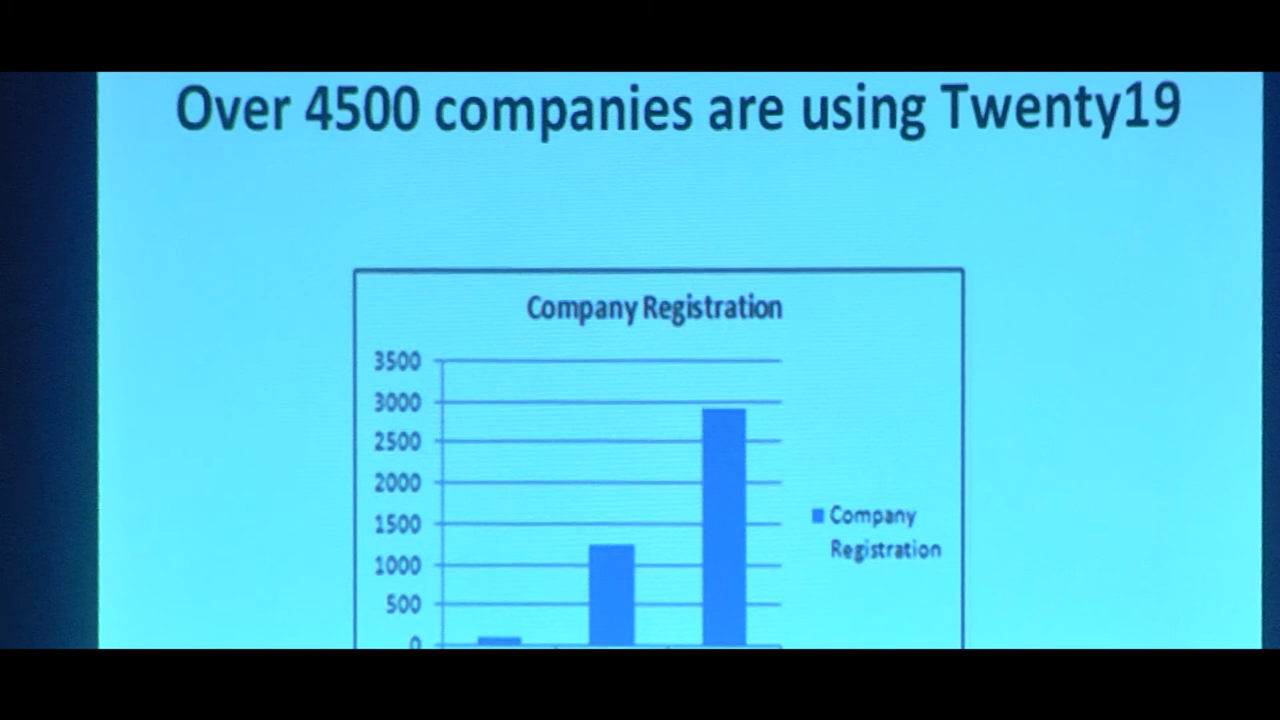 Over 4500 companies are using Twenty19
Company Registration
3500
3000
2500
2000
1500
1000
500
0
Company
Registration